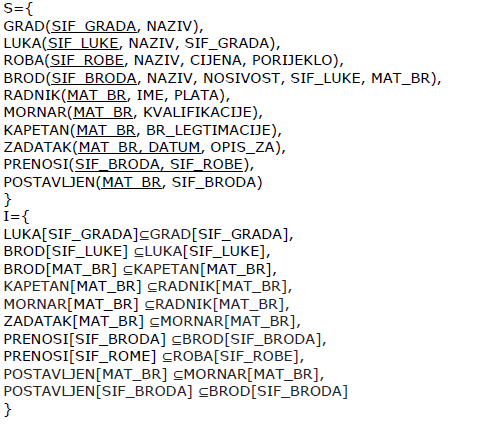 S={
GRAD(SIF_GRADA, NAZIV),
LUKA(SIF_LUKE, NAZIV, SIF_GRADA),
ROBA(SIF_ROBE, NAZIV, CIJENA, PORIJEKLO),
BROD(SIF_BRODA, NAZIV, NOSIVOST, SIF_LUKE, MAT_BR),
RADNIK(MAT_BR, IME, PLATA),
MORNAR(MAT_BR, KVALIFIKACIJE),
KAPETAN(MAT_BR, BR_LEGTIMACIJE),
ZADATAK(MAT_BR, DATUM, OPIS_ZA),
PRENOSI(SIF_BRODA, SIF_ROBE),
POSTAVLJEN(MAT_BR, SIF_BRODA)
}
I={
LUKA[SIF_GRADA]⊆GRAD[SIF_GRADA],
BROD[SIF_LUKE] ⊆LUKA[SIF_LUKE],
BROD[MAT_BR] ⊆KAPETAN[MAT_BR],
KAPETAN[MAT_BR] ⊆RADNIK[MAT_BR],
MORNAR[MAT_BR] ⊆RADNIK[MAT_BR],
ZADATAK[MAT_BR] ⊆MORNAR[MAT_BR],
PRENOSI[SIF_BRODA] ⊆BROD[SIF_BRODA],
PRENOSI[SIF_ROME] ⊆ROBA[SIF_ROBE],
POSTAVLJEN[MAT_BR] ⊆MORNAR[MAT_BR],
POSTAVLJEN[SIF_BRODA] ⊆BROD[SIF_BRODA]
}